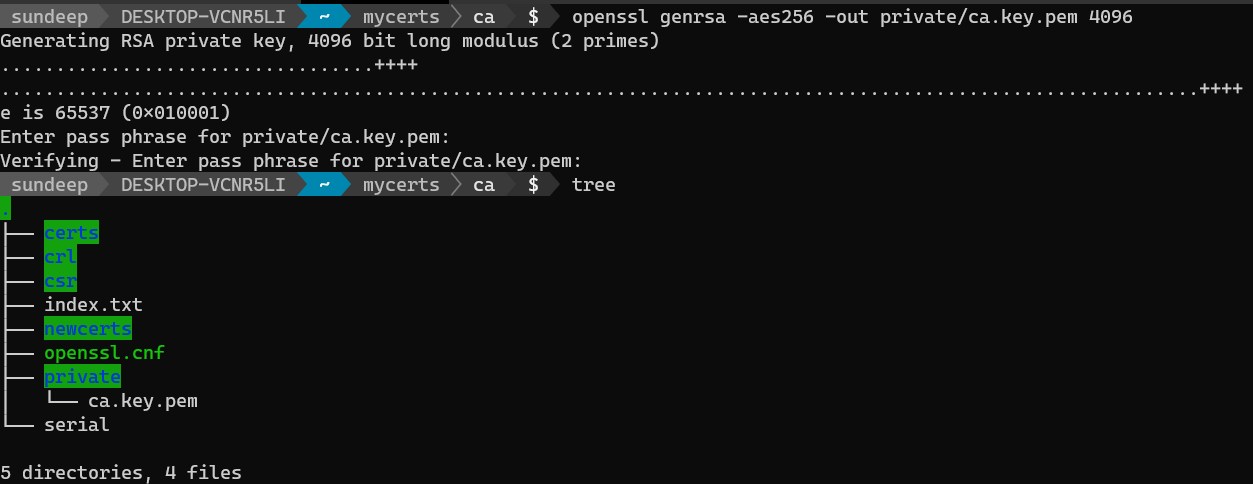 sundeep DESKTOP-VCNR5LI ~ mycerts ca $ openssl genrsa -aes256 -out private/ca.key.pem 4096
Generating RSA private key, 4096 bit long modulus (2 primes)
..................................++++
.............................................................................................................++++
e is 65537 (0x010001)
Enter pass phrase for private/ca.key.pem:
Verifying - Enter pass phrase for private/ca.key.pem:
sundeep DESKTOP-VCNR5LI ~ mycerts ca $ tree
.
├── certs
├── crl
├── csr
├── index.txt
├── newcerts
├── openssl.cnf
├── private
│   └── ca.key.pem
└── serial
5 directories, 4 files